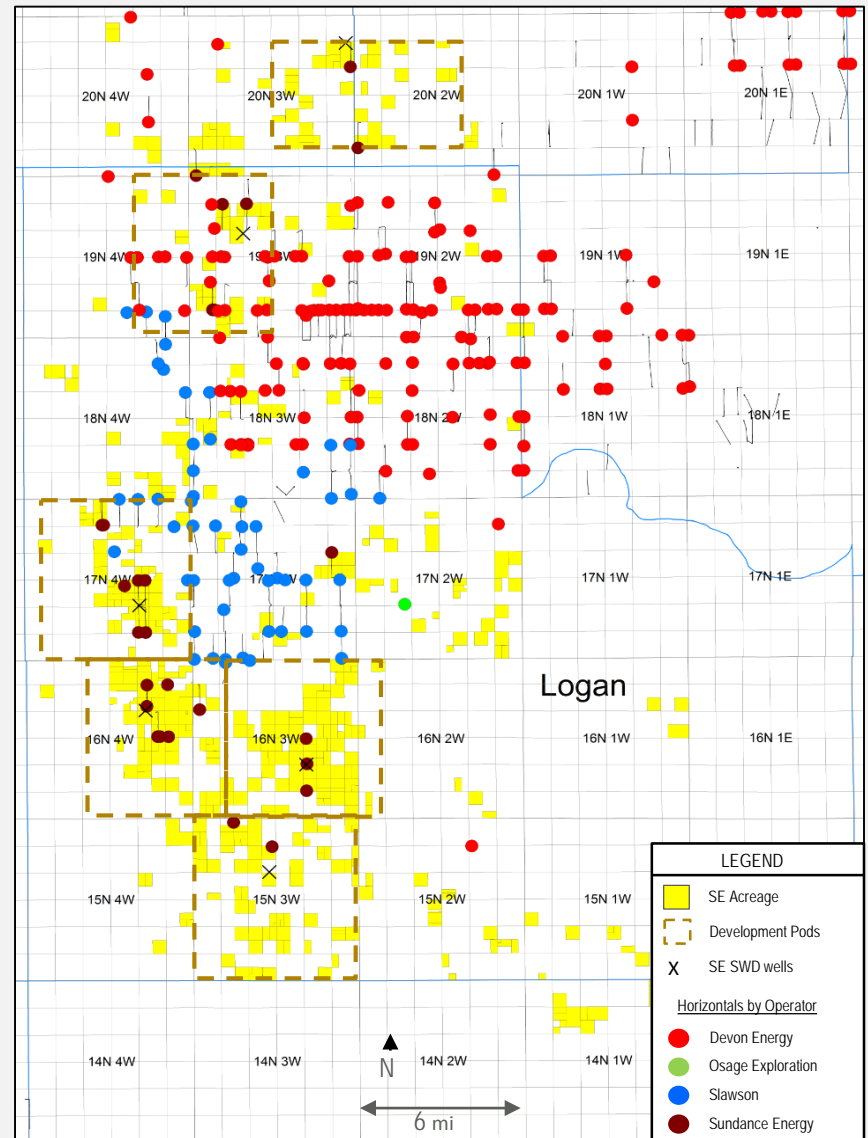 20N 4W 20N 3W 20N 2W 20N 1W 20N 1E
19N 4W 19N 3W 19N 2W 19N 1W 19N 1E
18N 4W 18N 3W 18N 2W 18N 1W 18N 1E
17N 4W 17N 2W 17N 1W 17N 1E
Logan
16N 4W 16N 3W 16N 2W 16N 1W 16N 1E
15N 4W 15N 3W 15N 2W 15N 1W
14N 4W 14N 3W 14N 2W 14N 1W
N
6 mi
LEGEND
SE Acreage
Development Pods
X SE SWD wells
Horizontals by Operator
Devon Energy
Osage Exploration
Slawson
Sundance Energy